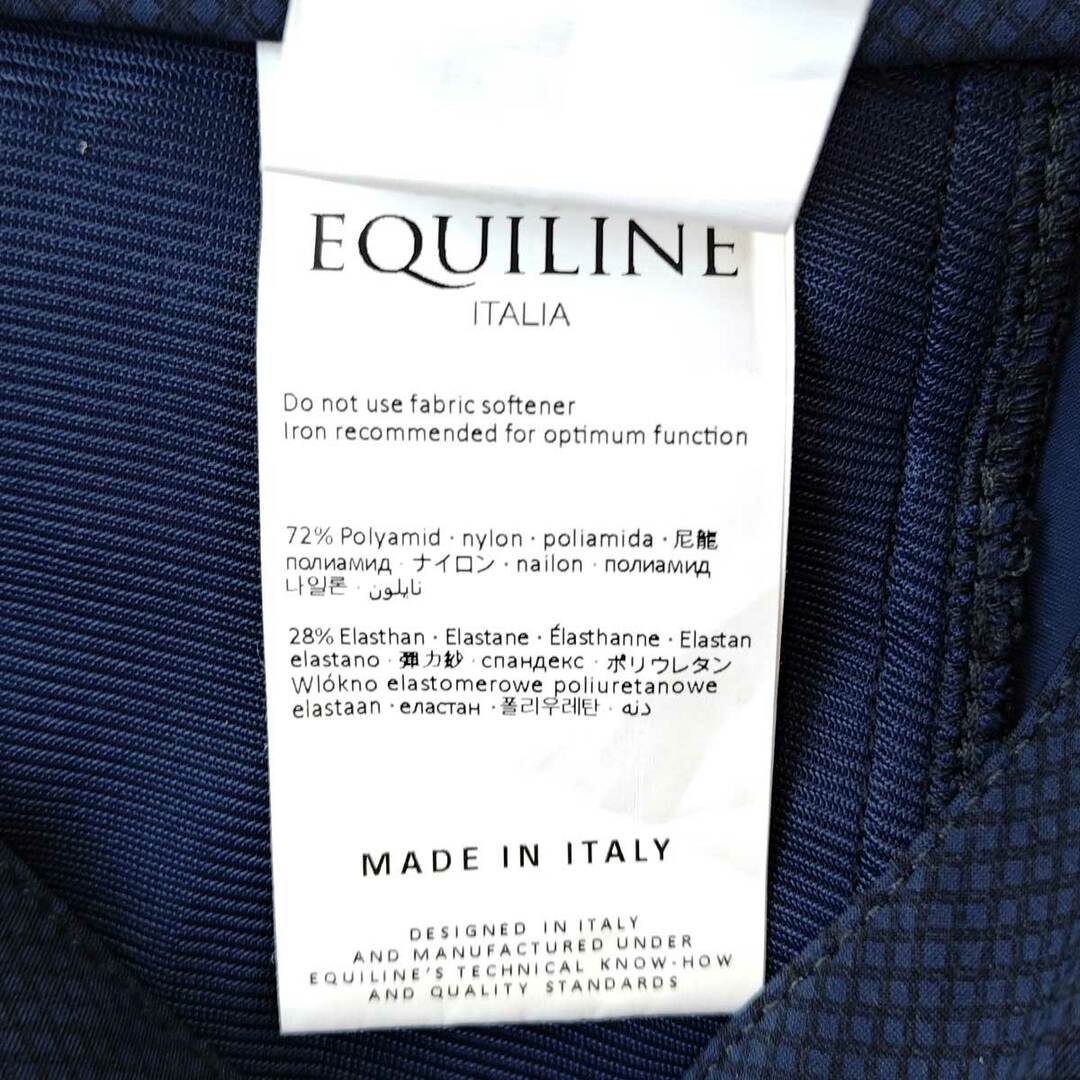 EQUILINE
ITALIA
Do not use fabric softener
Iron recommended for optimum function
72% Polyamid · nylon · poliamida · 尼龍
полиамид · ナイロン · nailon · полиамид
나일론 · نايلون
28% Elasthan · Elastane · Élasthanne · Elastan
elastano · 彈力紗 · спандекс · ポリウレタン
Wlókno elastomerowe poliuretanowe
elastaan · еластан · 폴리우레탄 · دنه
MADE IN ITALY
DESIGNED IN ITALY
AND MANUFACTURED UNDER
EQUILINE'S TECHNICAL KNOW-HOW
AND QUALITY STANDARDS